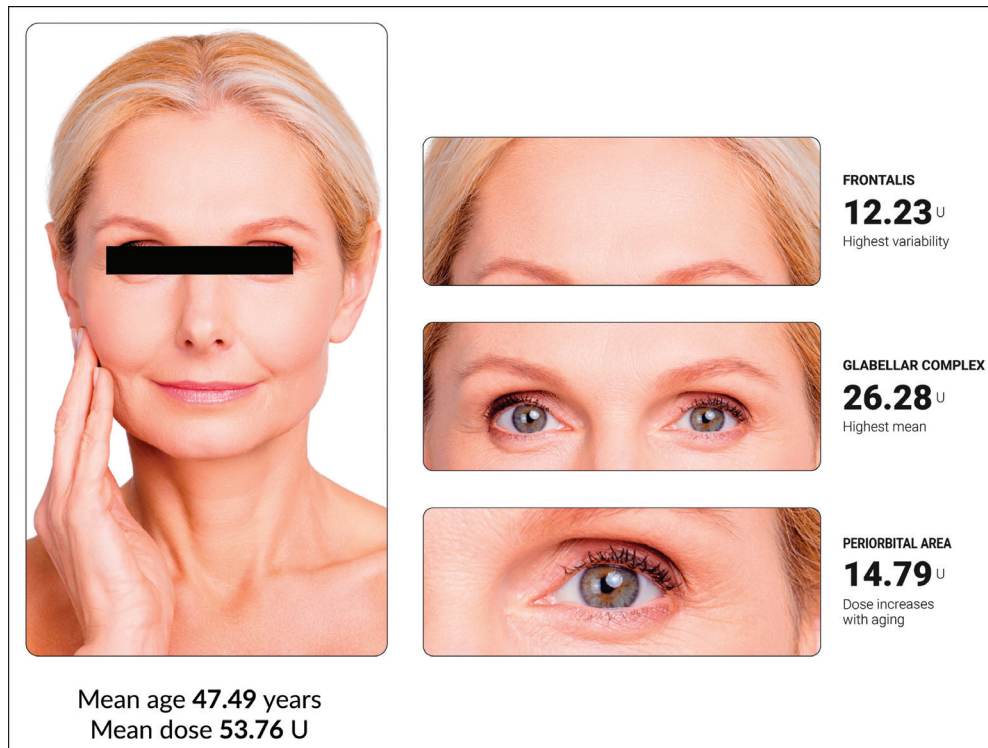 FRONTALIS
12.23 U
Highest variability
GLABELLAR COMPLEX
26.28 U
Highest mean
PERIORBITAL AREA
14.79 U
Dose increases
with aging
Mean age 47.49 years
Mean dose 53.76 U